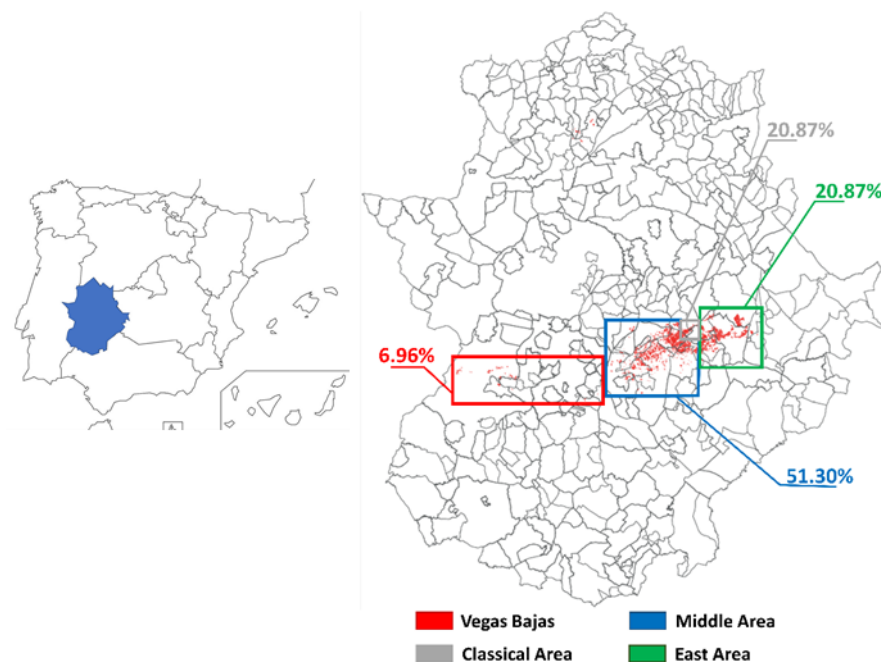 20.87%
20.87%
6.96%
51.30%
Vegas Bajas
Middle Area
Classical Area
East Area